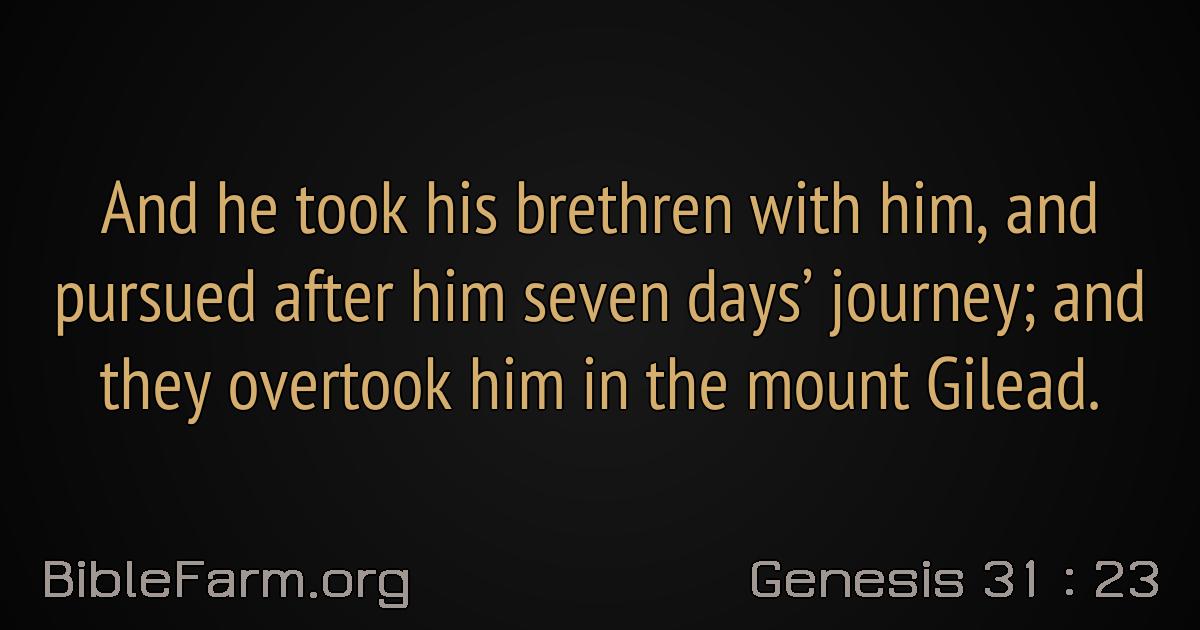 And he took his brethren with him, and
pursued after him seven days’ journey; and
they overtook him in the mount Gilead.
BibleFarm.org
Genesis 31 : 23